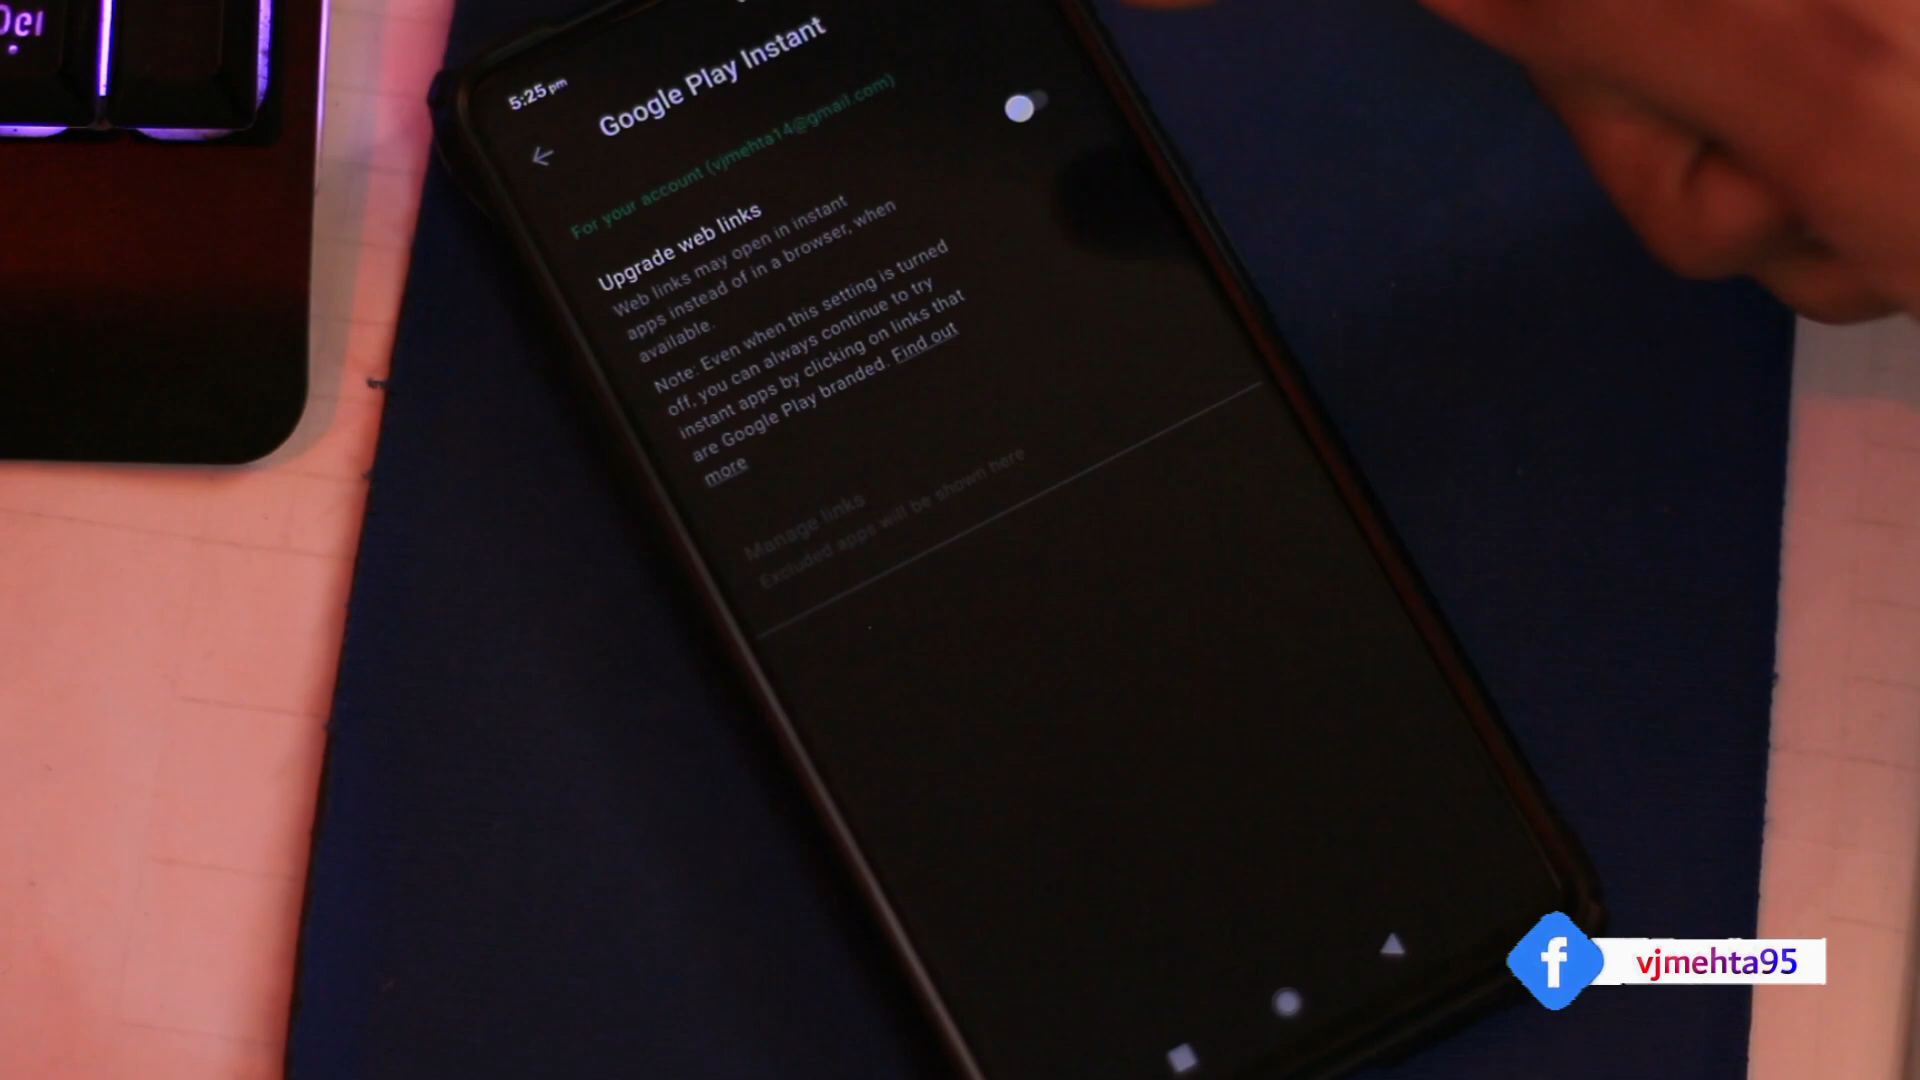 Del
5:25 pm
Google Play Instant
For your account (vjmehta14@gmail.com)
Upgrade web links
Web links may open in instant
apps instead of in a browser, when
available.
Note: Even when this setting is turned
off, you can always continue to try
instant apps by clicking on links that
are Google Play branded. Find out
more
Manage links
Excluded apps will be shown here
f vjmehta95